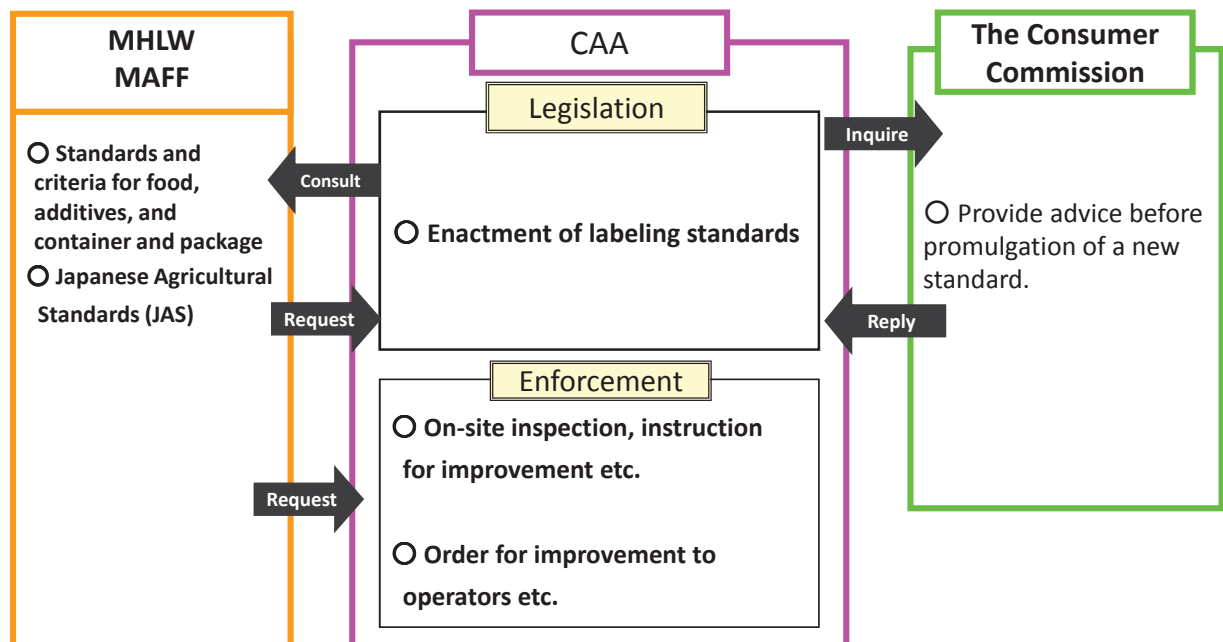 MHLW
MAFF
○ Standards and
criteria for food,
additives, and
container and package
○ Japanese Agricultural
Standards (JAS)
Consult
Request
Request
CAA
Legislation
○ Enactment of labeling standards
Enforcement
○ On-site inspection, instruction
for improvement etc.
○ Order for improvement to
operators etc.
Inquire
Reply
The Consumer
Commission
○ Provide advice before
promulgation of a new
standard.